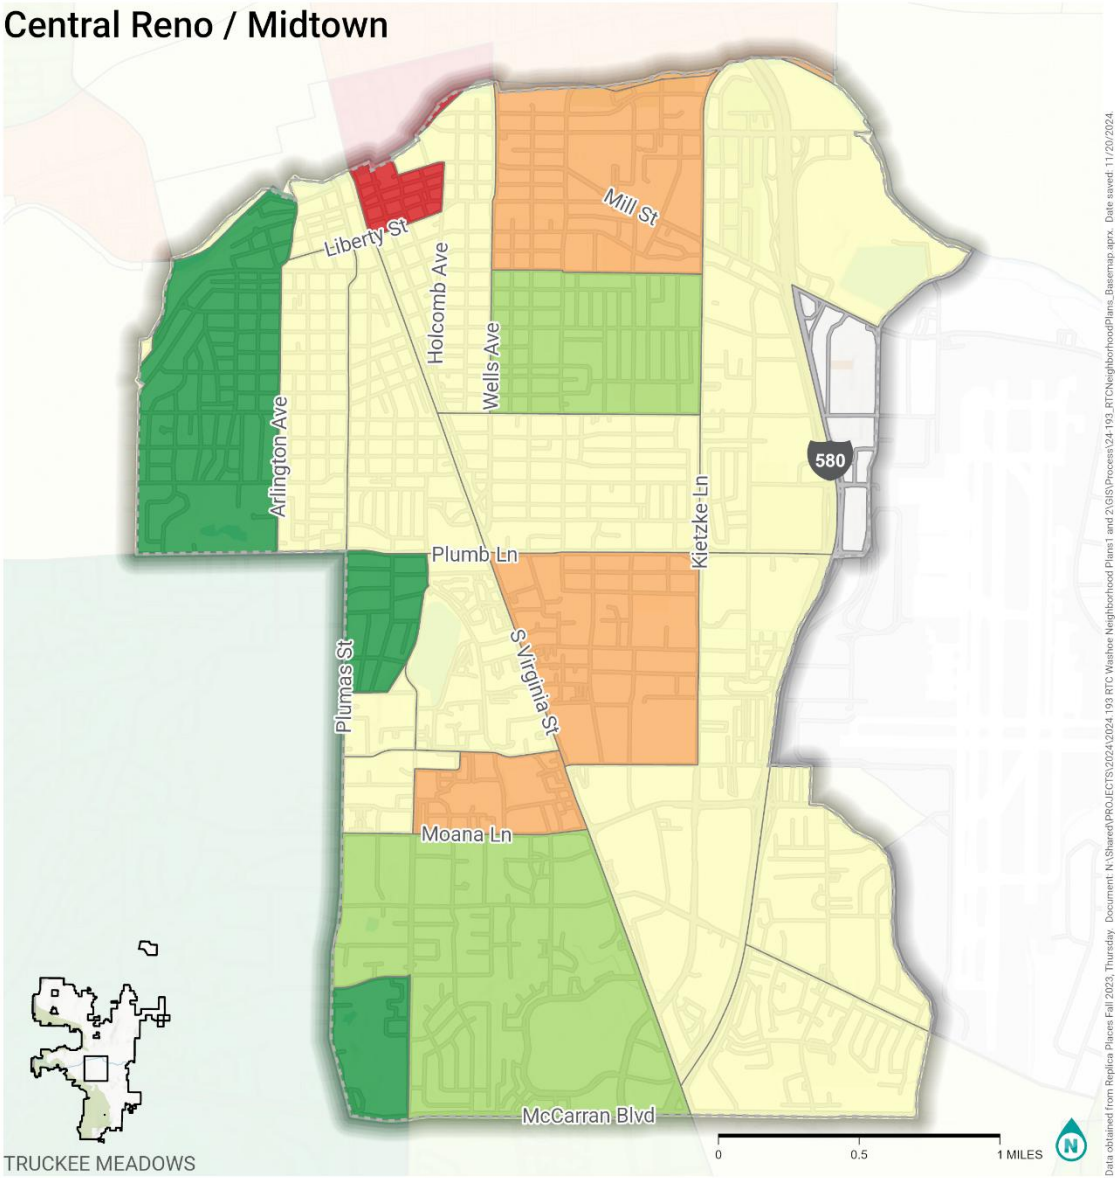 Central Reno / Midtown
Mill St
Liberty St
Holcomb Ave
Wells Ave
Arlington Ave
580
Kietzke Ln
Plumb Ln
Plumas St
S Virginia St
Moana Ln
McCarran Blvd
TRUCKEE MEADOWS
0 0.5 1 MILES
N
Data obtained from Replica Places Fall 2023, Thursday. Document: N:\Shared\PROJECTS\2024\2024.193 RTC Washoe Neighborhood Plans1 and 2\GIS\Process\24-193_RTCNeighborhoodPlans_Basemap.aprx. Date saved: 11/20/2024.